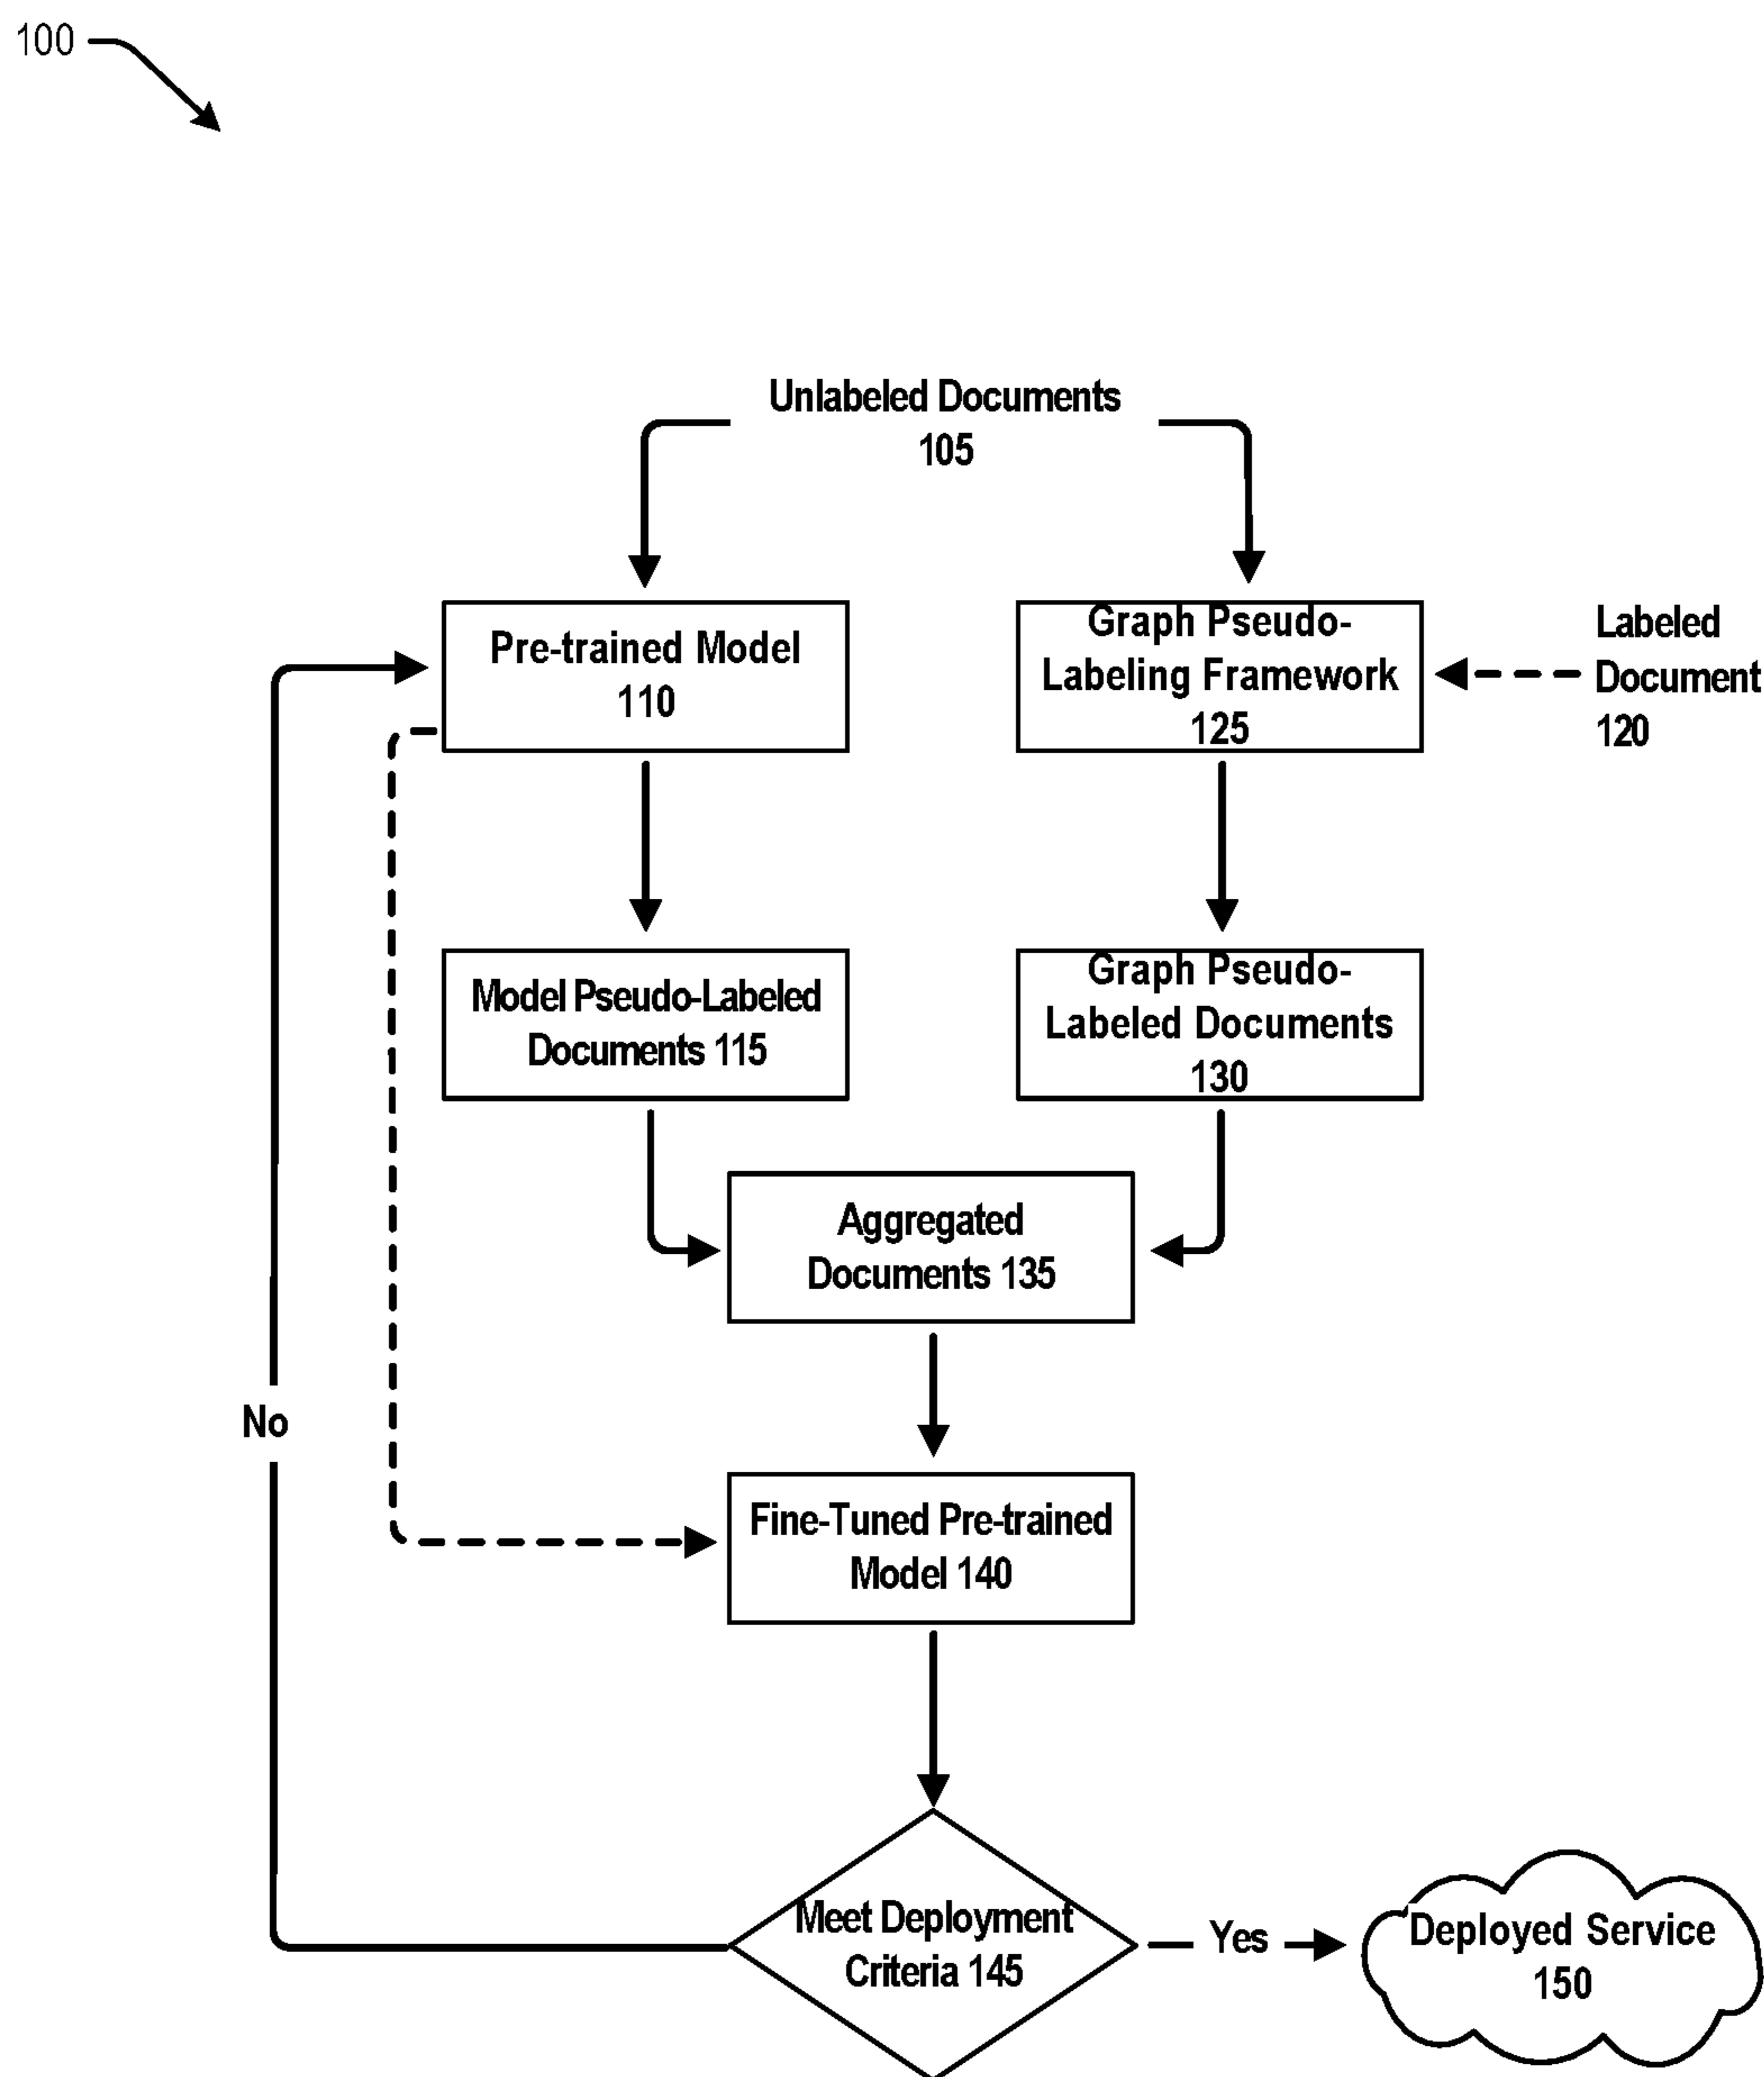 100
Unlabeled Documents
105
Pre-trained Model
110
Graph Pseudo-
Labeling Framework
125
Labeled
Document
120
Model Pseudo-Labeled
Documents 115
Graph Pseudo-
Labeled Documents
130
Aggregated
Documents 135
No
Fine-Tuned Pre-trained
Model 140
Meet Deployment
Criteria 145
Yes
Deployed Service
150